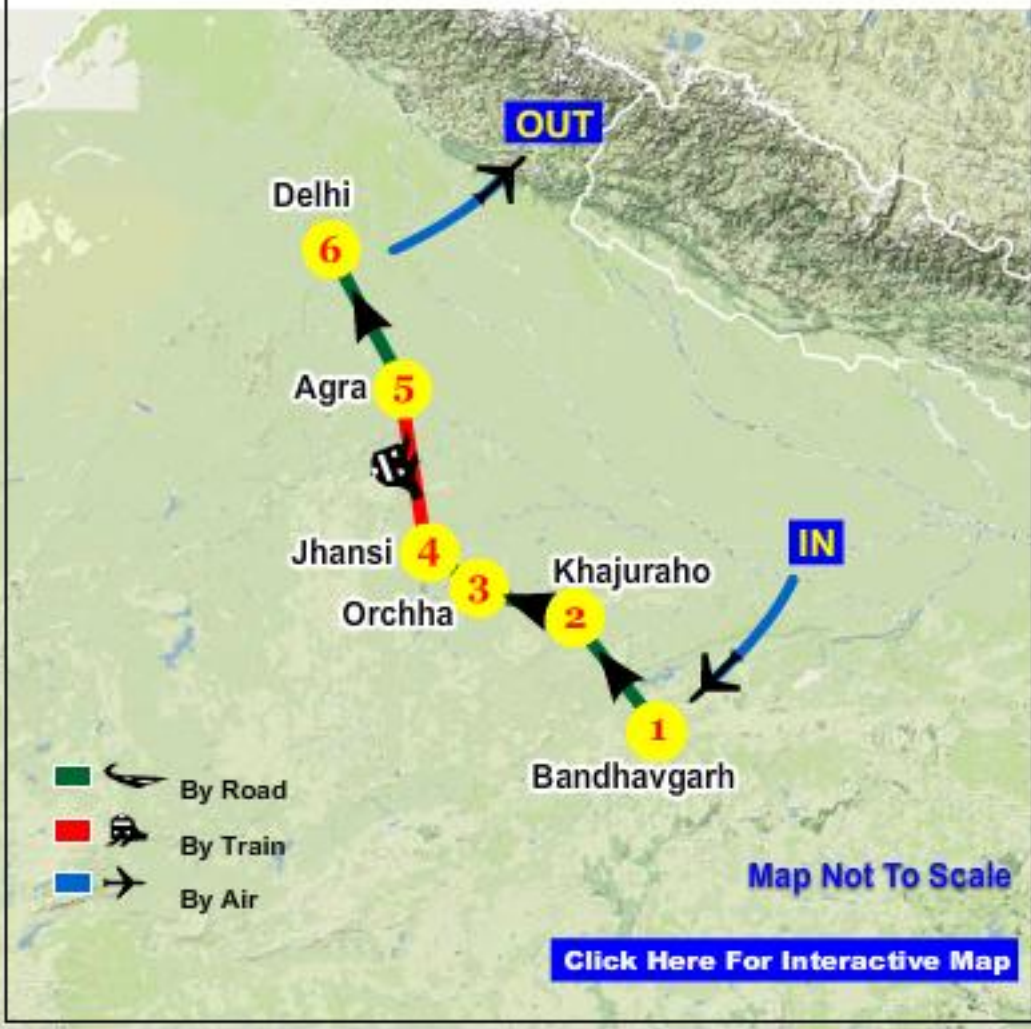 OUT
Delhi
6
Agra
5
IN
Jhansi
4
Khajuraho
3
2
Orchha
1
Bandhavgarh
By Road
By Train
By Air
Map Not To Scale
Click Here For Interactive Map